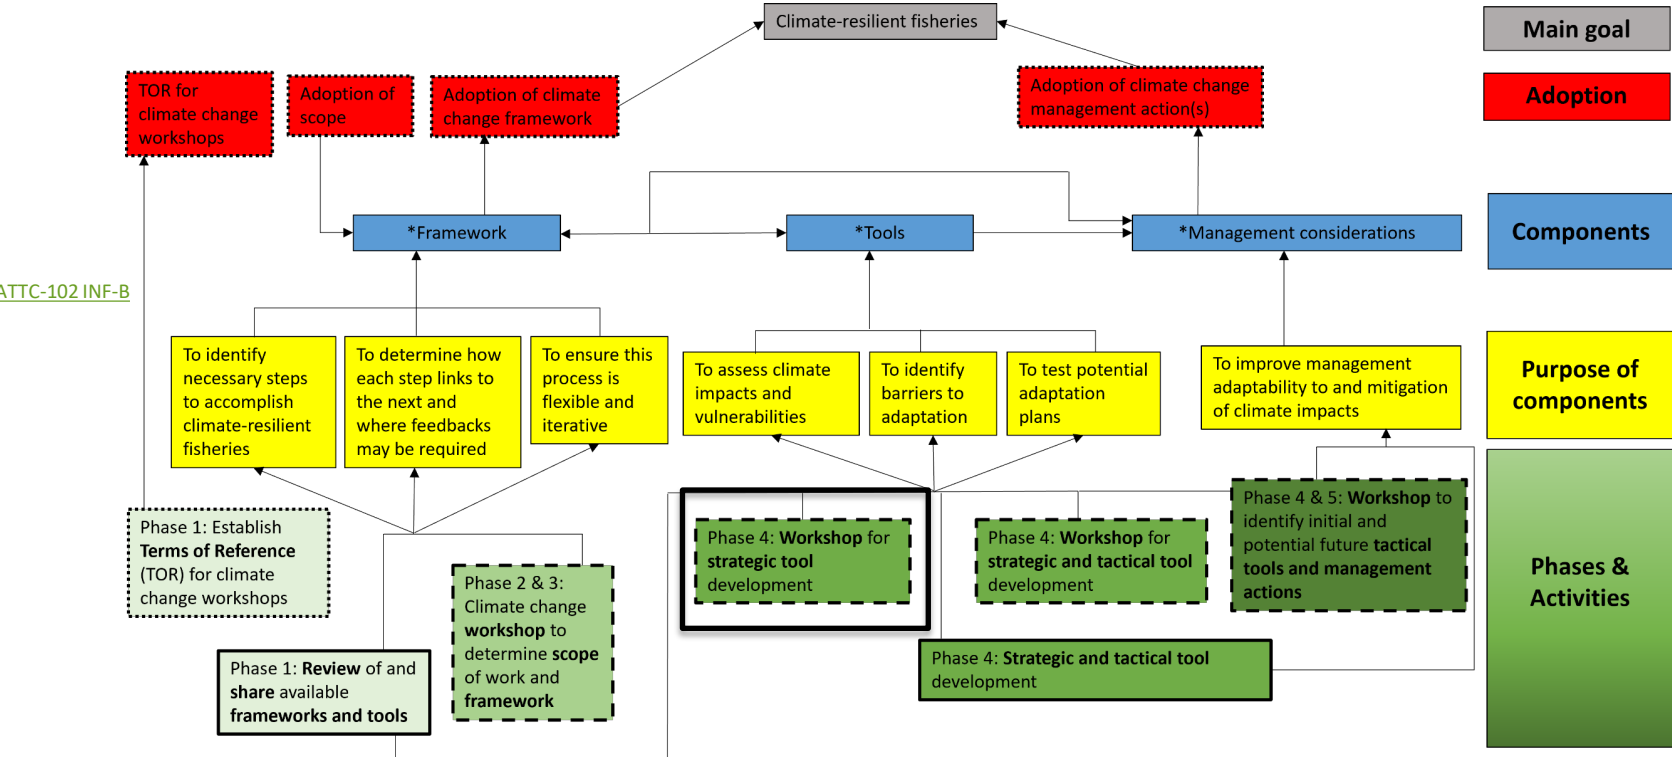 Climate-resilient fisheries
Main goal
TOR for
climate change
workshops
Adoption of
scope
Adoption of climate
change framework
Adoption of climate change
management action(s)
Adoption
*Framework
*Tools
*Management considerations
Components
ATTC-102 INF-B
To identify
necessary steps
to accomplish
climate-resilient
fisheries
To determine how
each step links to
the next and
where feedbacks
may be required
To ensure this
process is
flexible and
iterative
To assess climate
impacts and
vulnerabilities
To identify
barriers to
adaptation
To test potential
adaptation
plans
To improve management
adaptability to and mitigation
of climate impacts
Purpose of
components
Phase 1: Establish
Terms of Reference
(TOR) for climate
change workshops
Phase 1: Review of and
share available
frameworks and tools
Phase 2 & 3:
Climate change
workshop to
determine scope
of work and
framework
Phase 4: Workshop for
strategic tool
development
Phase 4: Workshop for
strategic and tactical tool
development
Phase 4 & 5: Workshop to
identify initial and
potential future tactical
tools and management
actions
Phase 4: Strategic and tactical tool
development
Phases &
Activities